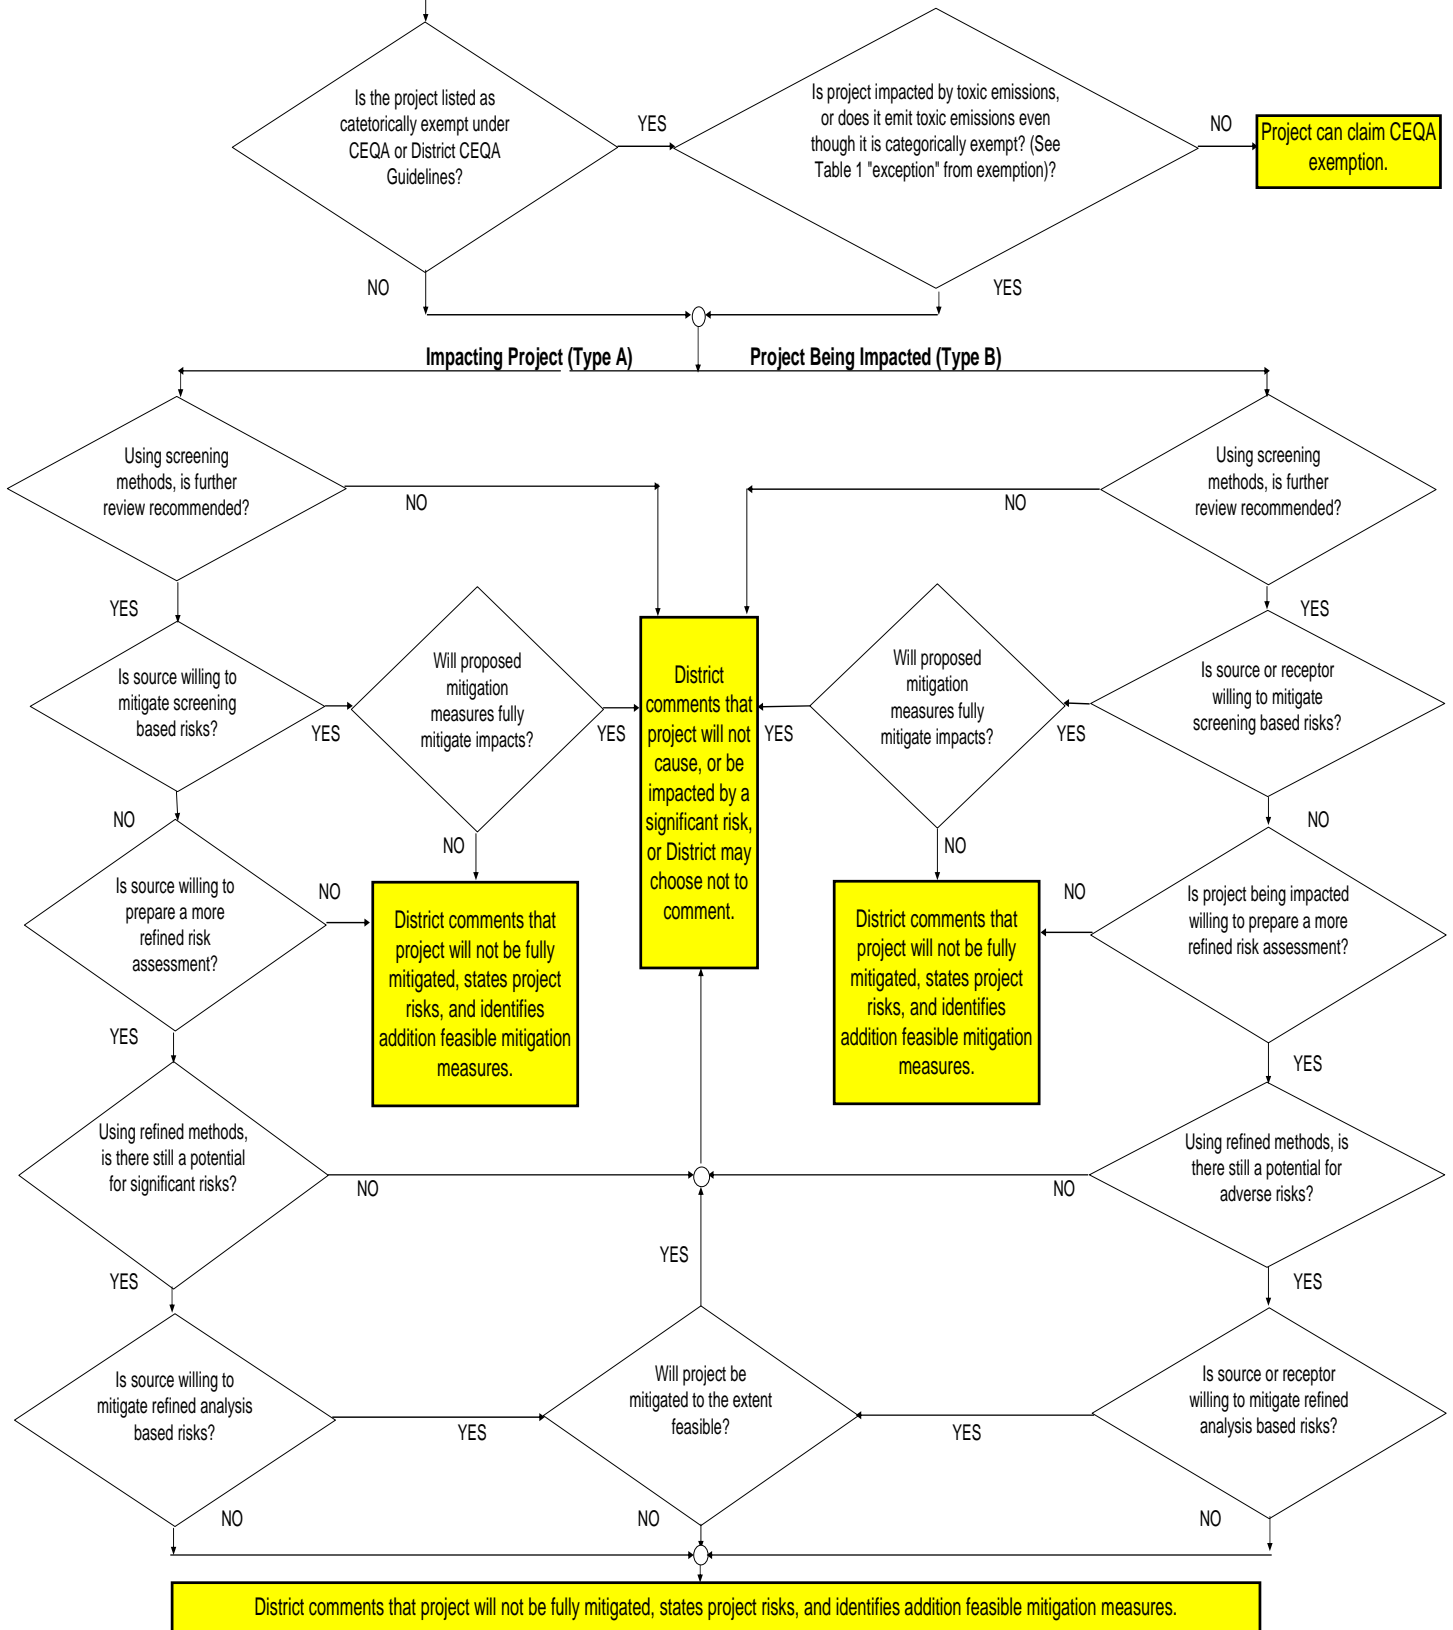 Is the project listed as
catetorically exempt under
CEQA or District CEQA
Guidelines?
YES
Is project impacted by toxic emissions,
or does it emit toxic emissions even
though it is categorically exempt? (See
Table 1 "exception" from exemption)?
NO
Project can claim CEQA
exemption.
NO
YES
Impacting Project (Type A)
Project Being Impacted (Type B)
Using screening
methods, is further
review recommended?
NO
NO
Using screening
methods, is further
review recommended?
YES
YES
Is source willing to
mitigate screening
based risks?
YES
Will proposed
mitigation
measures fully
mitigate impacts?
YES
District
comments that
project will not
cause, or be
impacted by a
significant risk,
or District may
choose not to
comment.
YES
Will proposed
mitigation
measures fully
mitigate impacts?
YES
Is source or receptor
willing to mitigate
screening based risks?
NO
NO
NO
NO
Is source willing to
prepare a more
refined risk
assessment?
NO
District comments that
project will not be fully
mitigated, states project
risks, and identifies
addition feasible mitigation
measures.
District comments that
project will not be fully
mitigated, states project
risks, and identifies
addition feasible mitigation
measures.
NO
Is project being impacted
willing to prepare a more
refined risk assessment?
YES
YES
Using refined methods,
is there still a potential
for significant risks?
NO
NO
Using refined methods, is
there still a potential for
adverse risks?
YES
YES
YES
Is source willing to
mitigate refined analysis
based risks?
YES
Will project be
mitigated to the extent
feasible?
YES
Is source or receptor
willing to mitigate refined
analysis based risks?
NO
NO
NO
District comments that project will not be fully mitigated, states project risks, and identifies addition feasible mitigation measures.